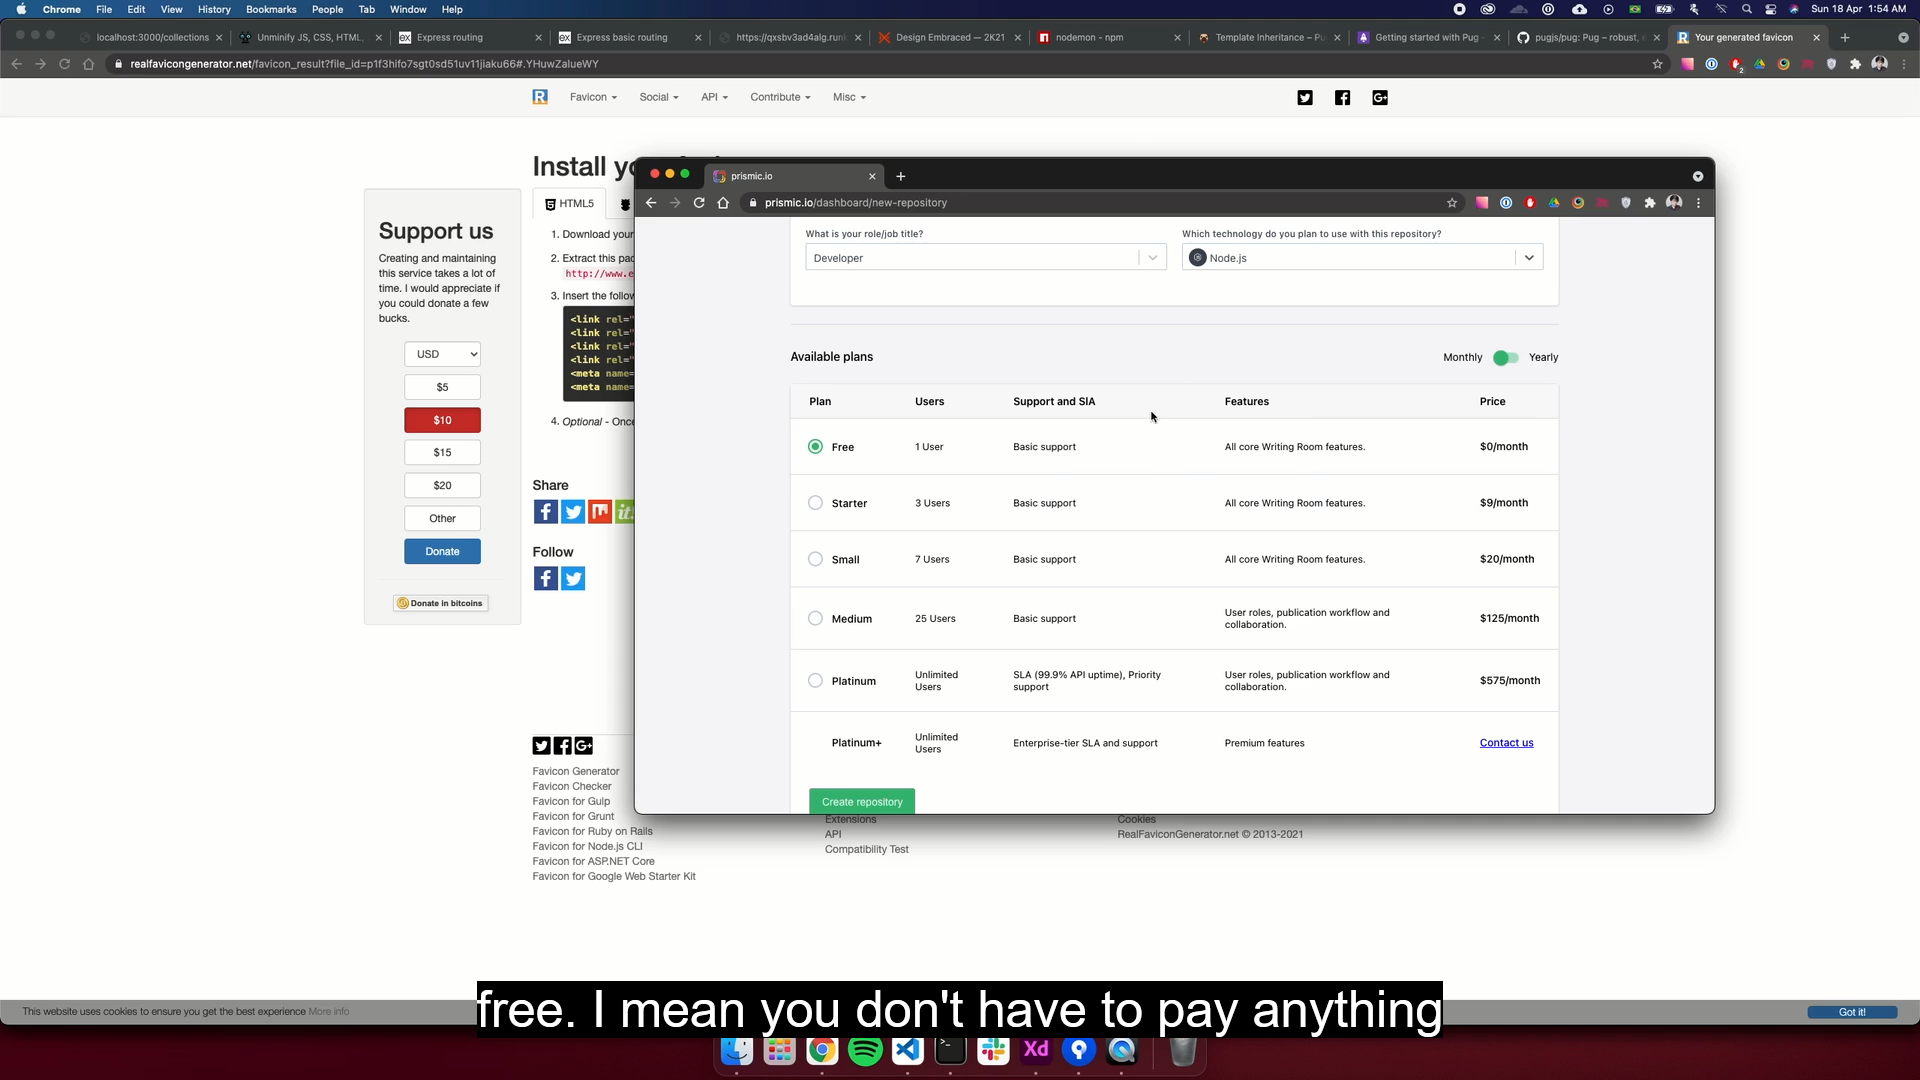 Chrome File Edit View History Bookmarks People Tab Window Help
Sun 18 Apr 1:54 AM
localhost:3000/collections
Unminify JS, CSS, HTML,
Express routing
Express basic routing
https://qxsbv3ad4alg.run
Design Embraced — 2K21
nodemon - npm
Template Inheritance – Pu
Getting started with Pug -
pugjs/pug: Pug – robust, e
Your generated favicon
realfavicongenerator.net/favicon_result?file_id=p1f3hifo7sgt0sd51uv11jiaku66#.YHuwZalueWY
Favicon
Social
API
Contribute
Misc
Install yo
Support us
Creating and maintaining
this service takes a lot of
time. I would appreciate if
you could donate a few
bucks.
USD
$5
$10
$15
$20
Other
Donate
Donate in bitcoins
HTML5
1. Download your
2. Extract this pac
http://www.e
3. Insert the follow
<link rel="
<link rel="
<link rel="
<link rel="
<meta name=
<meta name=
4. Optional - Once
Share
it!
Follow
prismic.io
prismic.io/dashboard/new-repository
What is your role/job title?
Developer
Which technology do you plan to use with this repository?
Node.js
Available plans
Monthly
Yearly
Plan Users Support and SlA Features Price
Free 1 User Basic support All core Writing Room features. $0/month
Starter 3 Users Basic support All core Writing Room features. $9/month
Small 7 Users Basic support All core Writing Room features. $20/month
Medium 25 Users Basic support User roles, publication workflow and collaboration. $125/month
Platinum Unlimited Users SLA (99.9% API uptime), Priority support User roles, publication workflow and collaboration. $575/month
Platinum+ Unlimited Users Enterprise-tier SLA and support Premium features Contact us
Create repository
Favicon Generator
Favicon Checker
Favicon for Gulp
Favicon for Grunt
Favicon for Ruby on Rails
Favicon for Node.js CLI
Favicon for ASP.NET Core
Favicon for Google Web Starter Kit
Extensions
API
Compatibility Test
Cookies
RealFaviconGenerator.net © 2013-2021
This website uses cookies to ensure you get the best experience More info
Got it!
free. I mean you don't have to pay anything
Xd